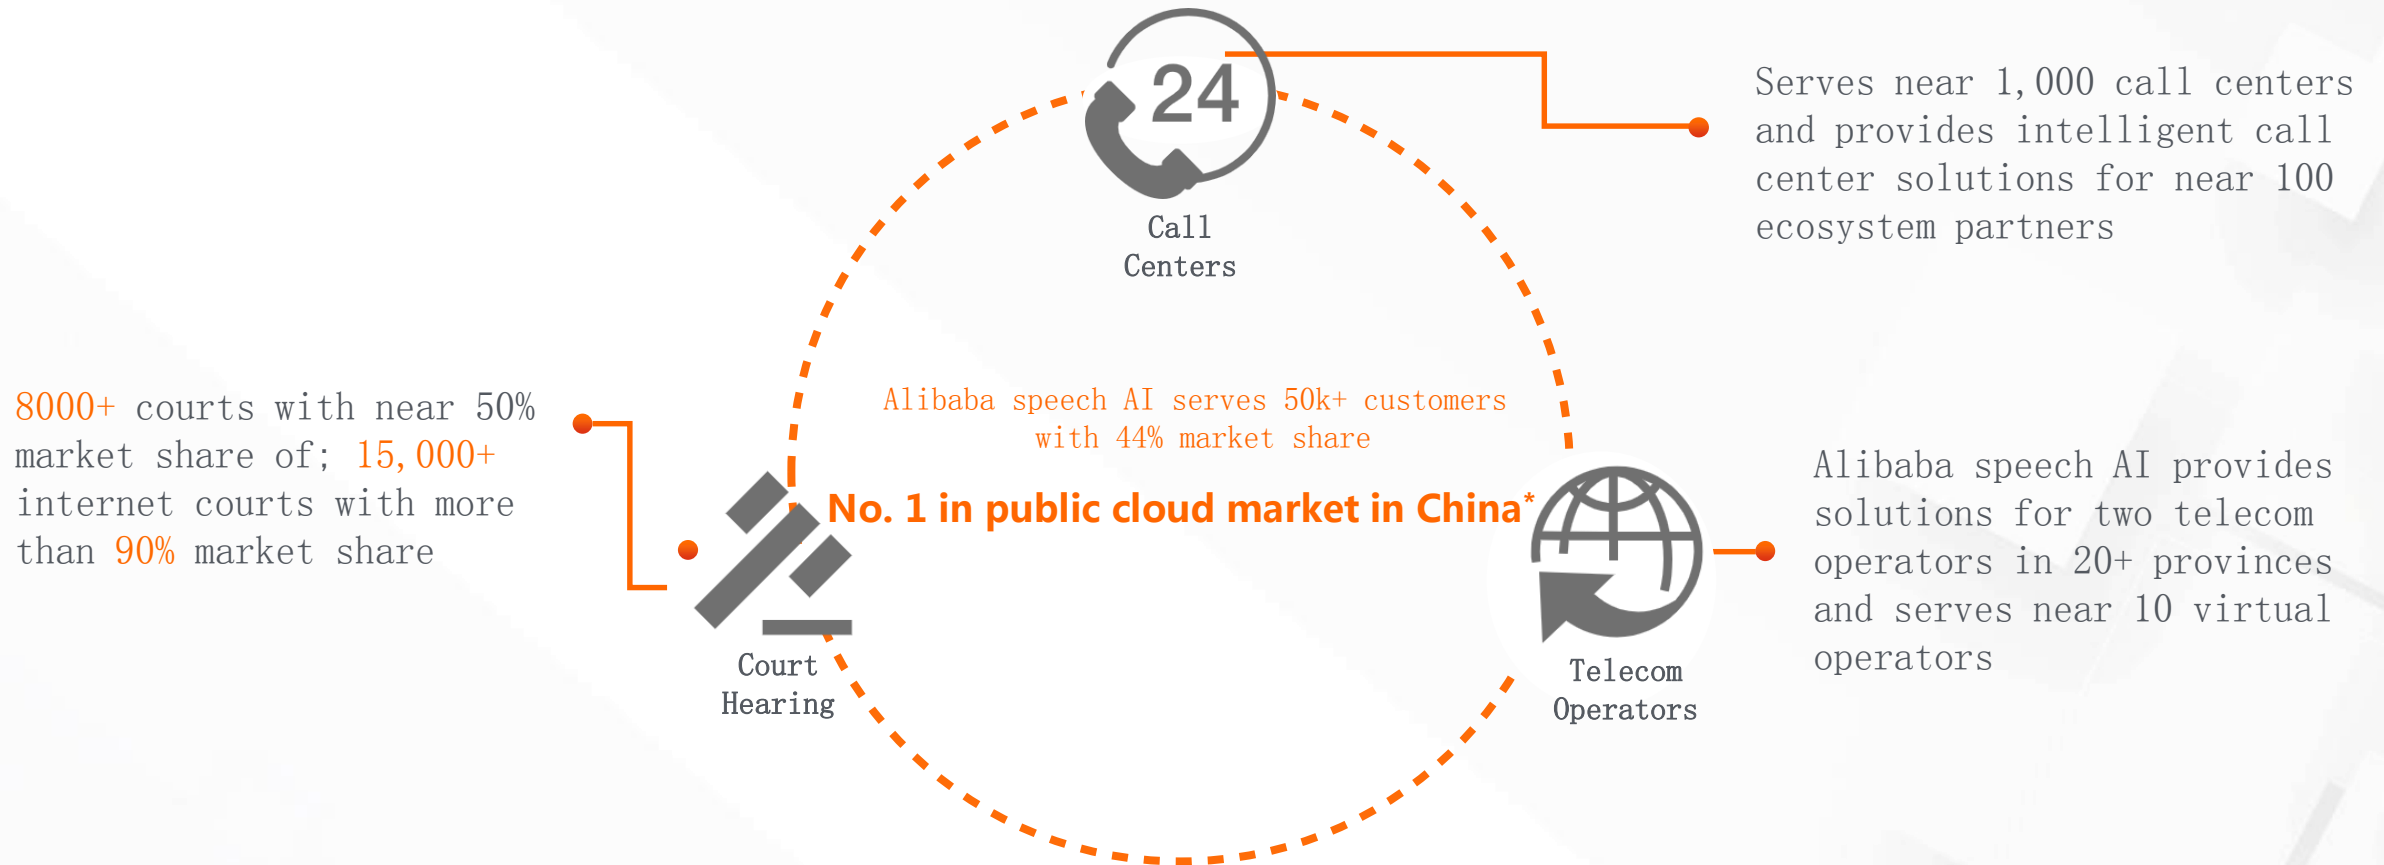 24
Call
Centers
Serves near 1,000 call centers
and provides intelligent call
center solutions for near 100
ecosystem partners
8000+ courts with near 50%
market share of; 15,000+
internet courts with more
than 90% market share
Alibaba speech AI serves 50k+ customers
with 44% market share
No. 1 in public cloud market in China*
Court
Hearing
Telecom
Operators
Alibaba speech AI provides
solutions for two telecom
operators in 20+ provinces
and serves near 10 virtual
operators